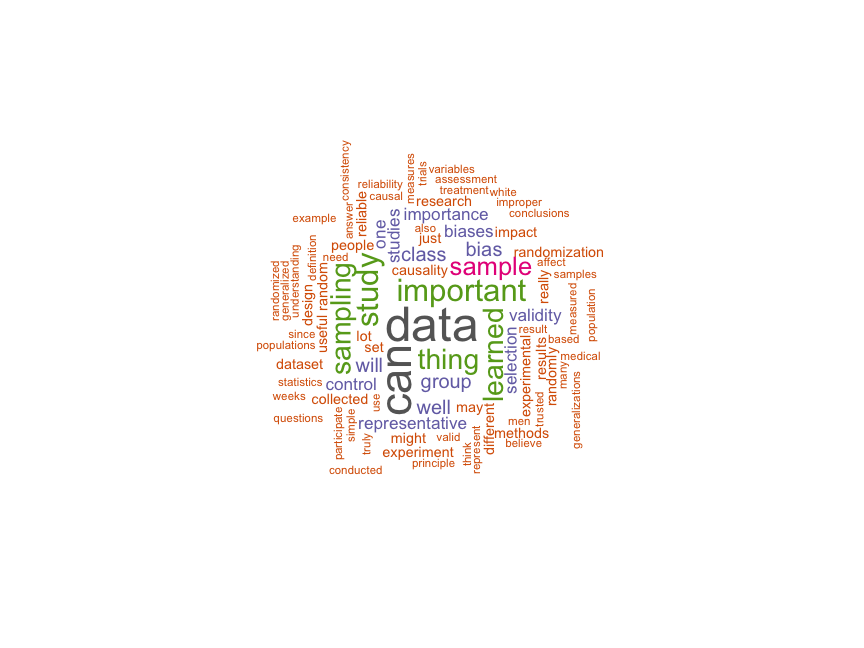 consistency
measures
trials
variables
assessment
reliability
causal
treatment
white
answer
reliable
research
improper
example
one
studies
importance
conclusions
also
just
biases
impact
people
class
bias
randomization
need
causality
sample
affect
samples
randomized
generalized
understanding
definition
design
random
useful
sampling
study
important
really
measured
population
data
can
learned
validity
since
populations
lot
set
thing
selection
result
results
based
medical
experimental
randomly
many
generalizations
dataset
will
group
statistics
control
weeks
collected
use
well
may
different
men
trusted
questions
participate
simple
representative
truly
might
valid
methods
believe
experiment
think
represent
principle
conducted